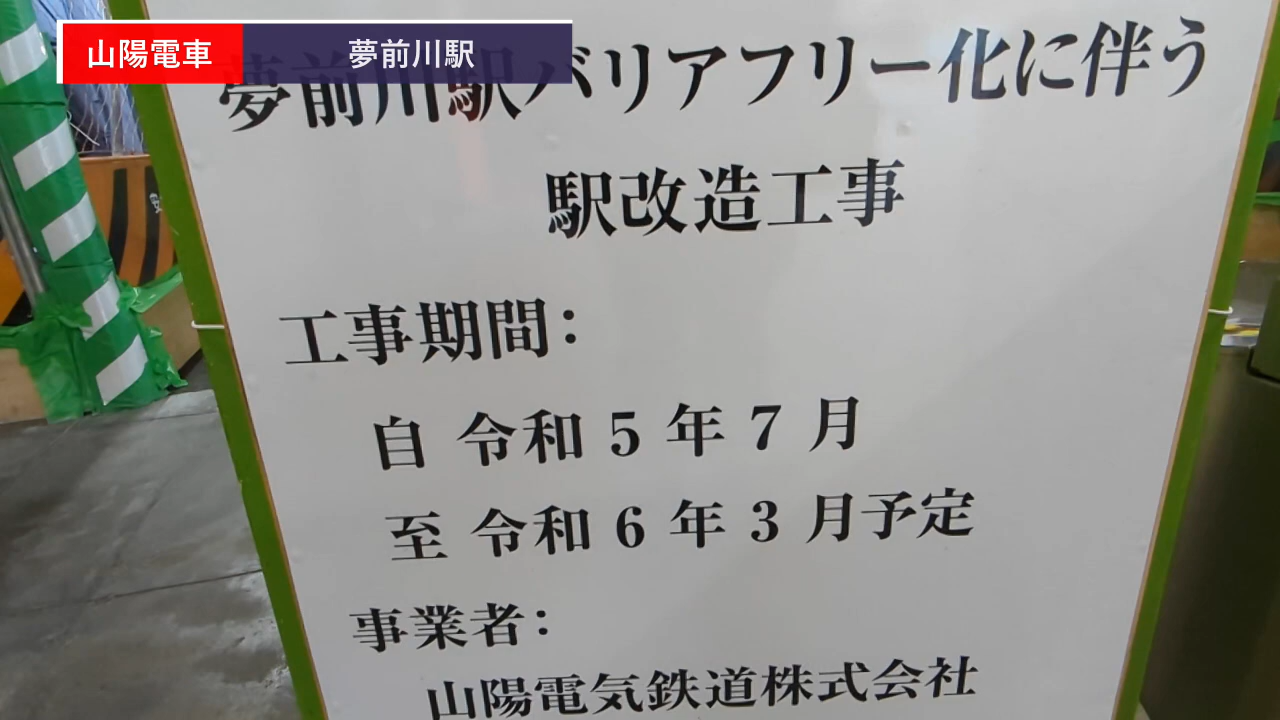 山陽電車
夢前川駅
夢前川駅バリアフリー化に伴う
駅改造工事
工事期間：
自 令和 5 年 7 月
至 令和 6 年 3 月予定
事業者：
山陽電気鉄道株式会社
安